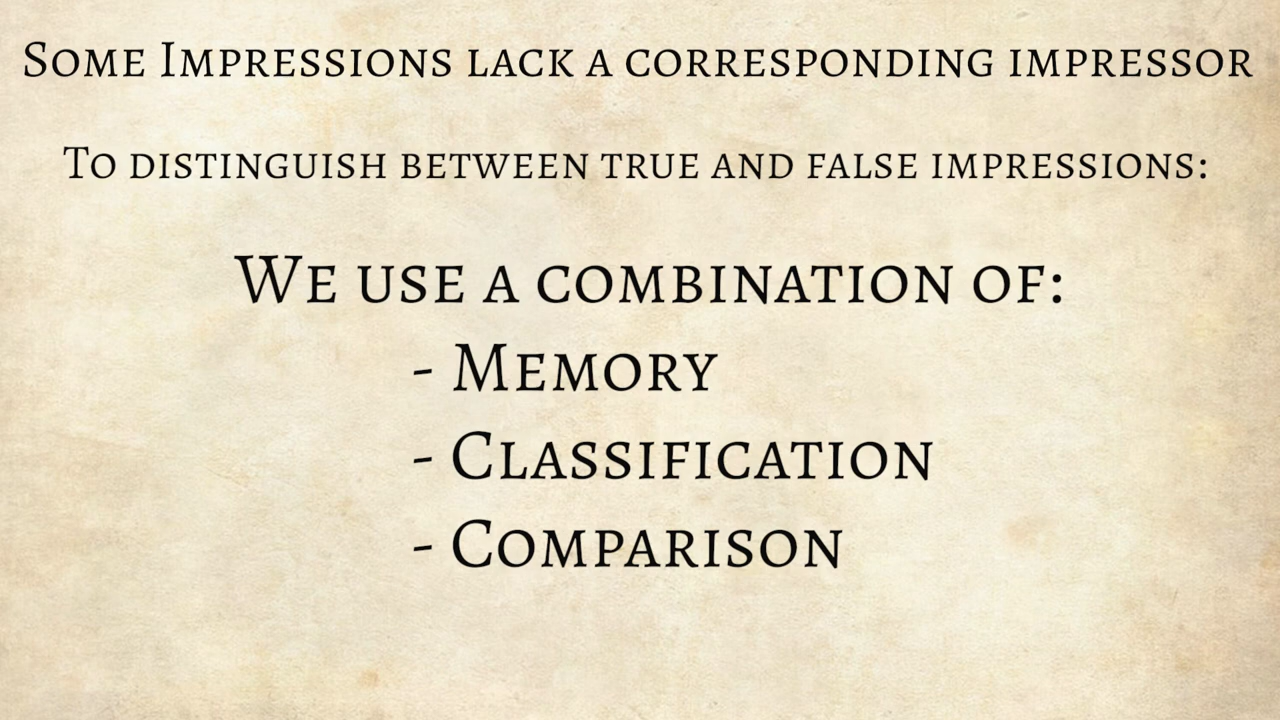 Some Impressions lack a corresponding impressor
To distinguish between true and false impressions:
We use a combination of:
- Memory
- Classification
- Comparison